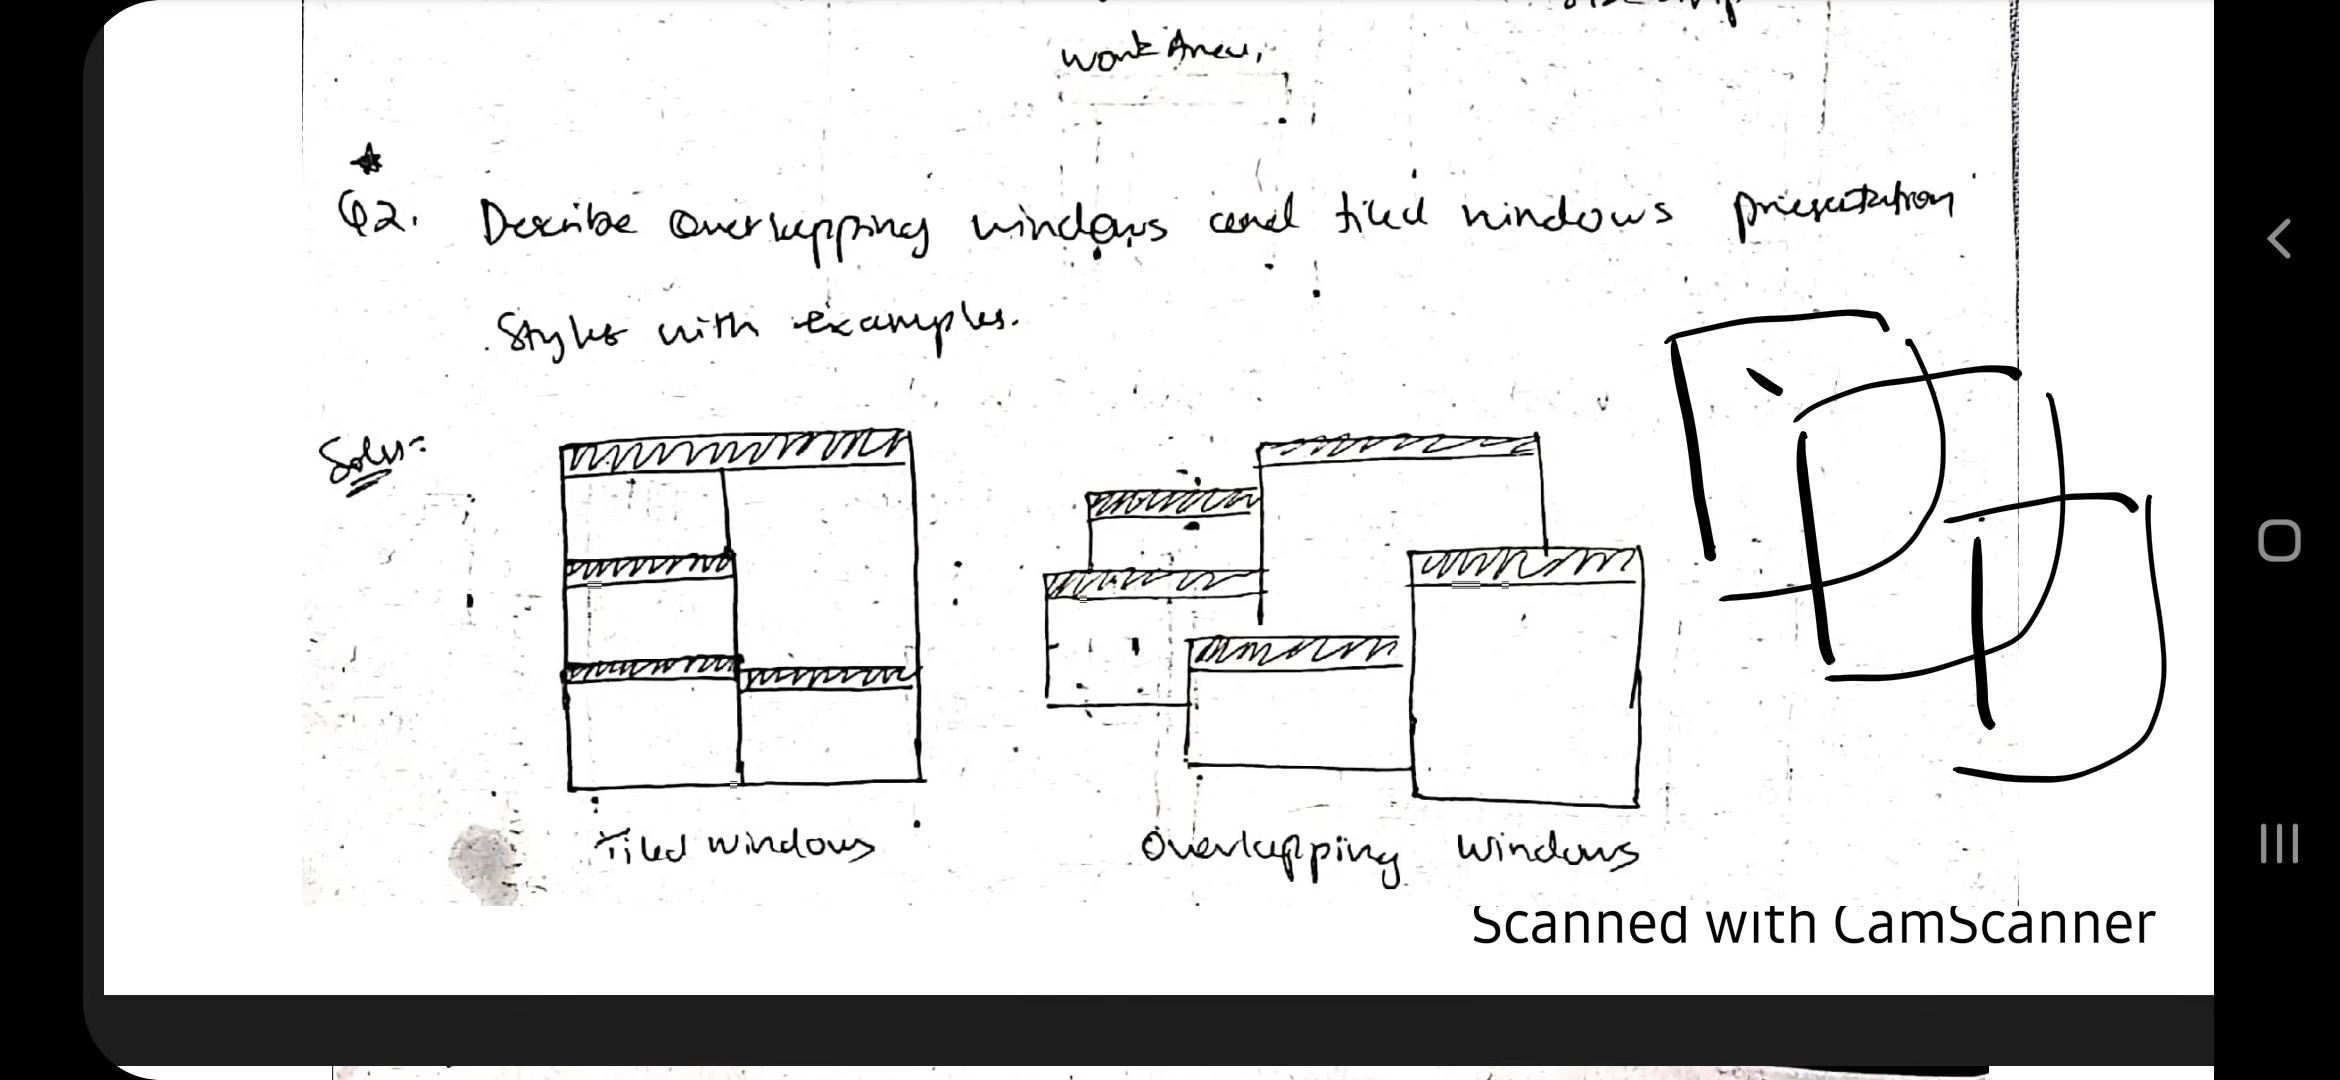 Work Area.
Q2. Describe Overlapping windows and tiled windows presentation
Styles with examples.
Soln:
Tiled windows
Overlapping windows
Scanned with CamScanner